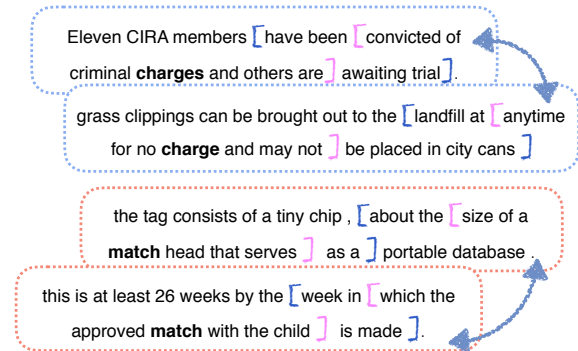 Eleven CIRA members [have been [convicted of
criminal charges and others are] awaiting trial].
grass clippings can be brought out to the [landfill at [anytime
for no charge and may not ] be placed in city cans ]
the tag consists of a tiny chip , [about the [size of a
match head that serves ] as a ] portable database .
this is at least 26 weeks by the [week in [which the
approved match with the child ] is made ].